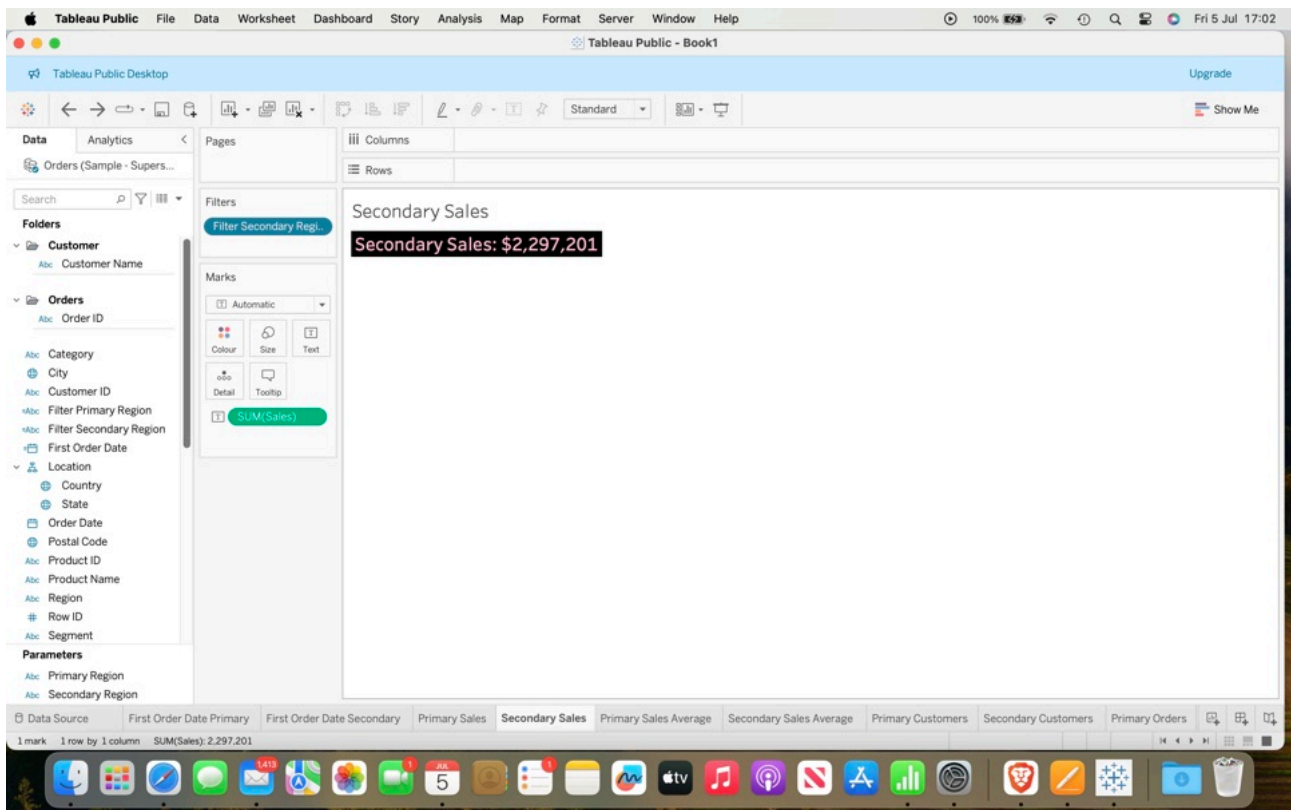 Tableau Public File Data Worksheet Dashboard Story Analysis Map Format Server Window Help 100% Fri 5 Jul 17:02
Tableau Public - Book1
Tableau Public Desktop Upgrade
Standard Show Me
Data Analytics Pages Columns
Orders (Sample - Supers... Rows
Search Filters
Filter Secondary Regi..
Secondary Sales
Secondary Sales: $2,297,201
Folders
Customer
Abc Customer Name
Marks
Automatic
Colour Size Text
Detail Tooltip
SUM(Sales)
Orders
Abc Order ID
Abc Category
City
Abc Customer ID
=Abc Filter Primary Region
=Abc Filter Secondary Region
First Order Date
Location
Country
State
Order Date
Postal Code
Abc Product ID
Abc Product Name
Abc Region
# Row ID
Abc Segment
Parameters
Abc Primary Region
Abc Secondary Region
Data Source First Order Date Primary First Order Date Secondary Primary Sales Secondary Sales Primary Sales Average Secondary Sales Average Primary Customers Secondary Customers Primary Orders
1 mark 1 row by 1 column SUM(Sales): 2,297,201
1,413
1
JUL
5
1
tv